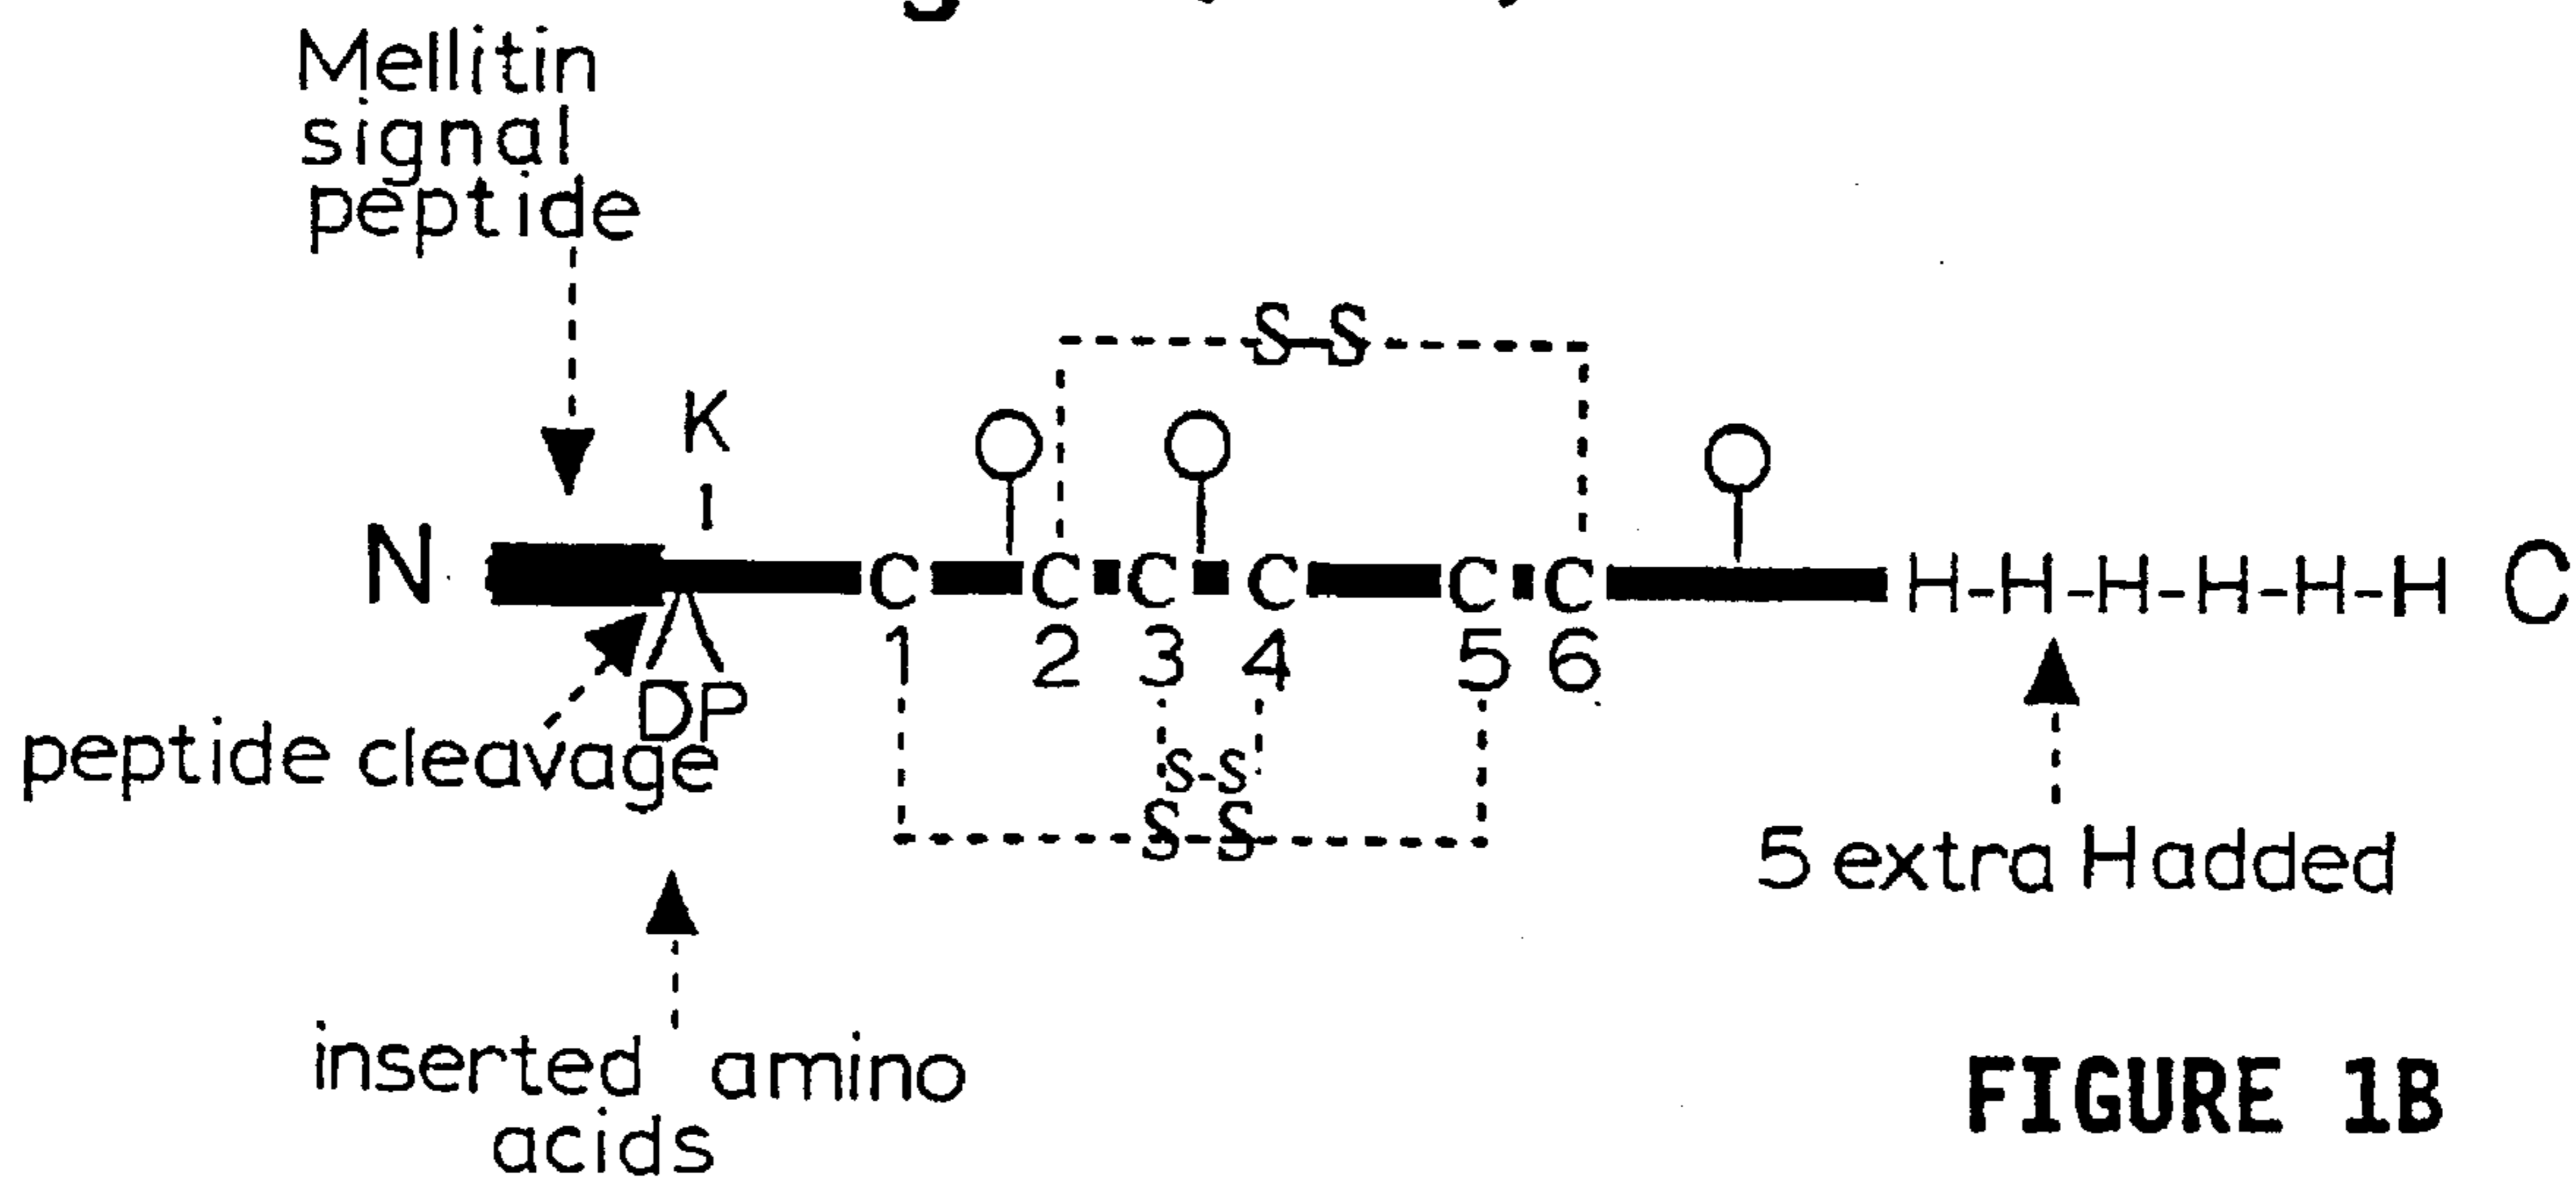 Mellitin
signal
peptide
S-S
K
1
N C C C C C C H-H-H-H-H-H C
1 2 3 4 5 6
DP
peptide cleavage
S-S
S-S
5 extra H added
inserted amino
acids
FIGURE 1B